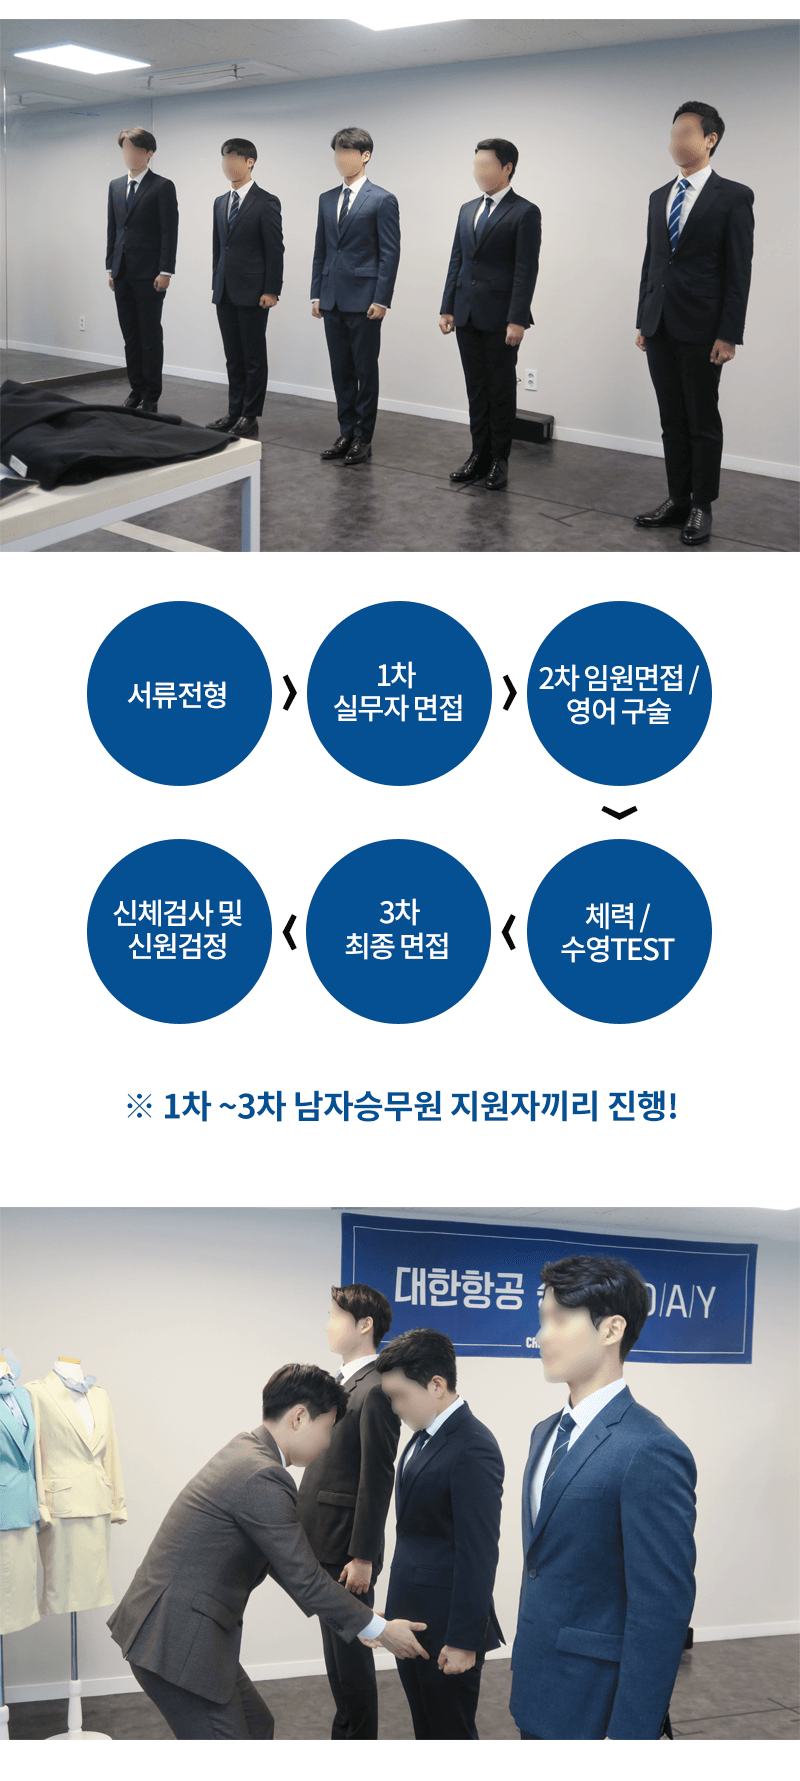 서류전형
1차
실무자 면접
2차 임원면접 /
영어 구술
체력 /
수영TEST
3차
최종 면접
신체검사 및
신원검정
※ 1차 ~3차 남자승무원 지원자끼리 진행!
대한항공 D/A/Y